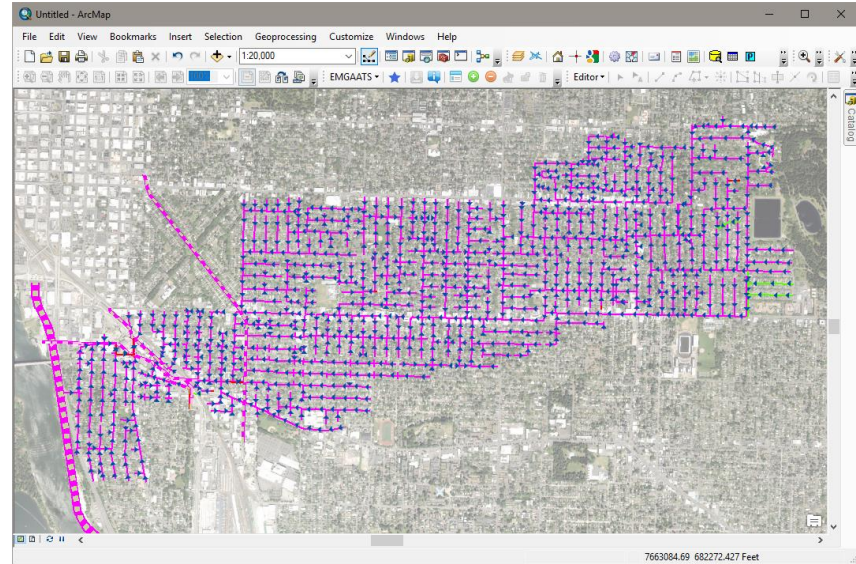 Untitled - ArcMap
File Edit View Bookmarks Insert Selection Geoprocessing Customize Windows Help
1:20,000
100%
EMGAATS
Editor
Catalog
7663084.69 682272.427 Feet